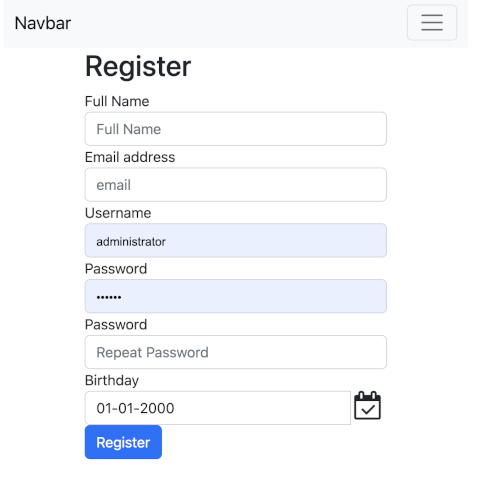 Navbar
Register
Full Name
Full Name
Email address
email
Username
administrator
Password
••••••
Password
Repeat Password
Birthday
01-01-2000
Register